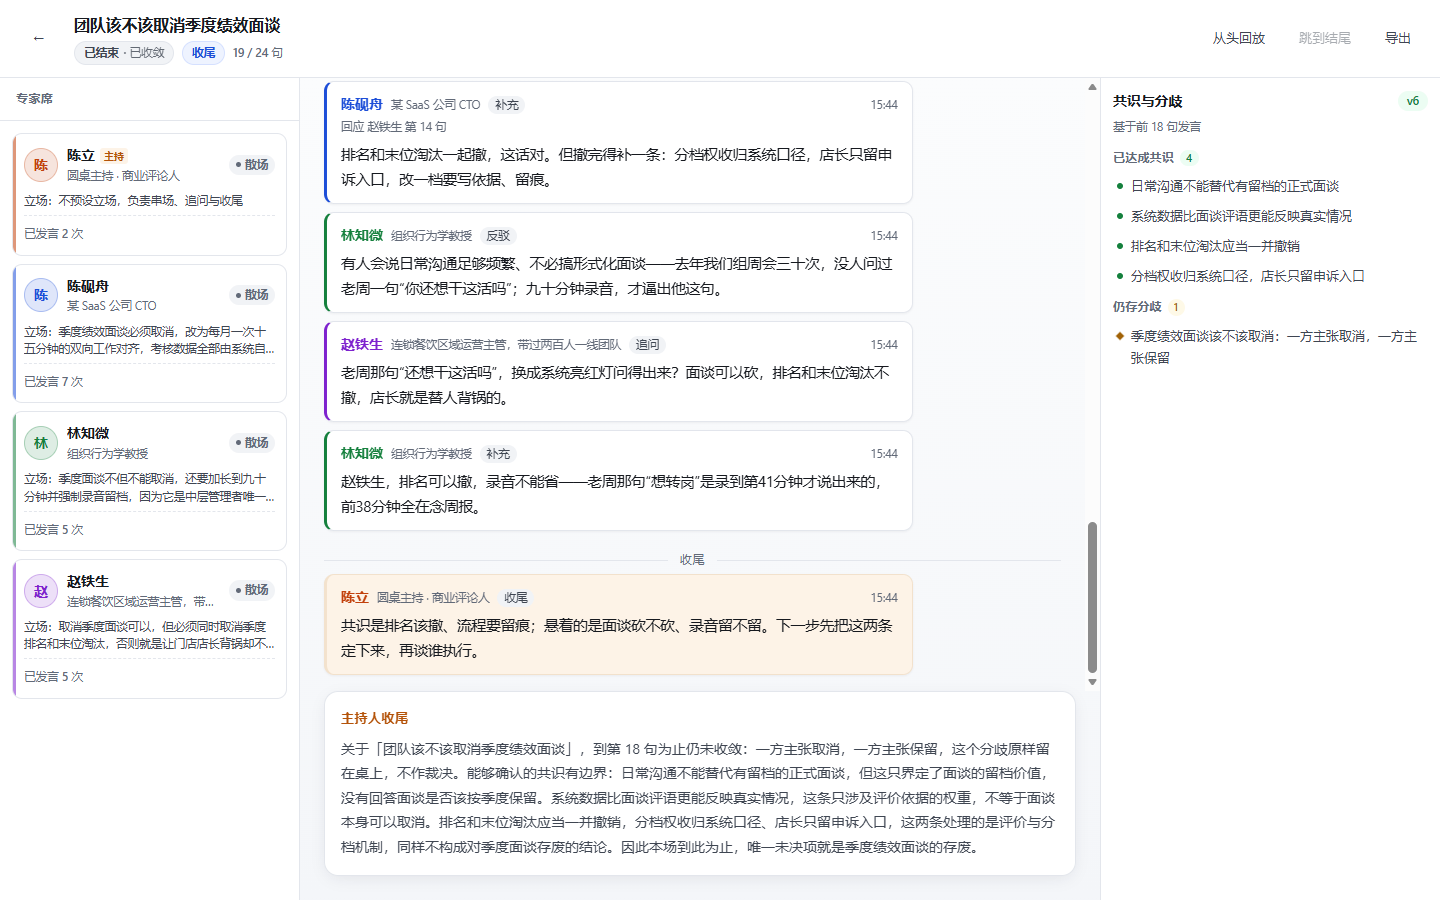 ←
团队该不该取消季度绩效面谈
已结束 · 已收敛 收尾 19 / 24 句
从头回放 跳到结尾 导出
专家席
陈
陈立 主持
圆桌主持 · 商业评论人
散场
立场：不预设立场，负责串场、追问与收尾
已发言 2 次
陈
陈砚舟
某 SaaS 公司 CTO
散场
立场：季度绩效面谈必须取消，改为每月一次十
五分钟的双向工作对齐，考核数据全部由系统自...
已发言 7 次
林
林知微
组织行为学教授
散场
立场：季度面谈不但不能取消，还要加长到九十
分钟并强制录音留档，因为它是中层管理者唯一...
已发言 5 次
赵
赵铁生
连锁餐饮区域运营主管，带...
散场
立场：取消季度面谈可以，但必须同时取消季度
排名和末位淘汰，否则就是让门店店长背锅却不...
已发言 5 次
陈砚舟 某 SaaS 公司 CTO 补充 15:44
回应 赵铁生 第 14 句
排名和末位淘汰一起撤，这话对。但撤完得补一条：分档权收归系统口径，店长只留申
诉入口，改一档要写依据、留痕。
林知微 组织行为学教授 反驳 15:44
有人会说日常沟通足够频繁、不必搞形式化面谈——去年我们组周会三十次，没人问过
老周一句“你还想干这活吗”；九十分钟录音，才逼出他这句。
赵铁生 连锁餐饮区域运营主管，带过两百人一线团队 追问 15:44
老周那句“还想干这活吗”，换成系统亮红灯问得出来？面谈可以砍，排名和末位淘汰不
撤，店长就是替人背锅的。
林知微 组织行为学教授 补充 15:44
赵铁生，排名可以撤，录音不能省——老周那句“想转岗”是录到第41分钟才说出来的，
前38分钟全在念周报。
收尾
陈立 圆桌主持 · 商业评论人 收尾 15:44
共识是排名该撤、流程要留痕；悬着的是面谈砍不砍、录音留不留。下一步先把这两条
定下来，再谈谁执行。
主持人收尾
关于「团队该不该取消季度绩效面谈」，到第 18 句为止仍未收敛：一方主张取消，一方主张保留，这个分歧原样留
在桌上，不作裁决。能够确认的共识有边界：日常沟通不能替代有留档的正式面谈，但这只界定了面谈的留档价值，
没有回答面谈是否该按季度保留。系统数据比面谈评语更能反映真实情况，这条只涉及评价依据的权重，不等于面谈
本身可以取消。排名和末位淘汰应当一并撤销，分档权收归系统口径、店长只留申诉入口，这两条处理的是评价与分
档机制，同样不构成对季度面谈存废的结论。因此本场到此为止，唯一未决项就是季度绩效面谈的存废。
共识与分歧 v6
基于前 18 句发言
已达成共识 4
日常沟通不能替代有留档的正式面谈
系统数据比面谈评语更能反映真实情况
排名和末位淘汰应当一并撤销
分档权收归系统口径，店长只留申诉入口
仍存分歧 1
季度绩效面谈该不该取消：一方主张取消，一方主
张保留